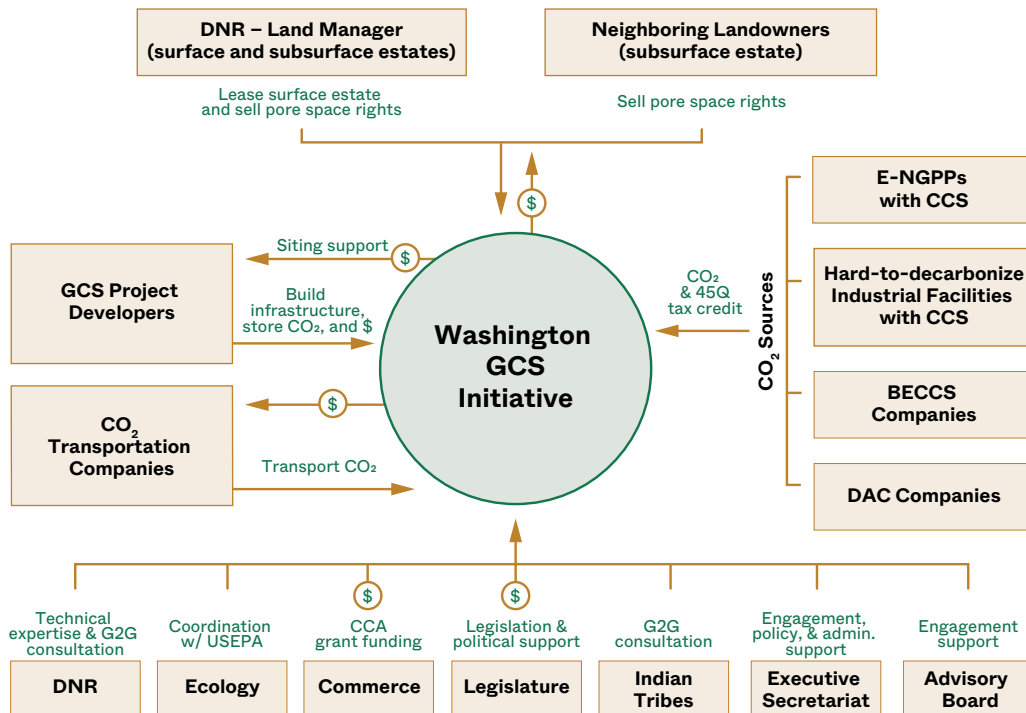 DNR – Land Manager
(surface and subsurface estates)
Neighboring Landowners
(subsurface estate)
Lease surface estate
and sell pore space rights
Sell pore space rights
$
Siting support
$
GCS Project
Developers
Build
infrastructure,
store CO₂, and $
$
CO₂
Transportation
Companies
Transport CO₂
Washington
GCS
Initiative
CO₂
& 45Q
tax credit
CO₂ Sources
E-NGPPs
with CCS
Hard-to-decarbonize
Industrial Facilities
with CCS
BECCS
Companies
DAC Companies
$
$
Technical
expertise & G2G
consultation
Coordination
w/ USEPA
CCA
grant funding
Legislation &
political support
G2G
consultation
Engagement,
policy, & admin.
support
Engagement
support
DNR
Ecology
Commerce
Legislature
Indian
Tribes
Executive
Secretariat
Advisory
Board